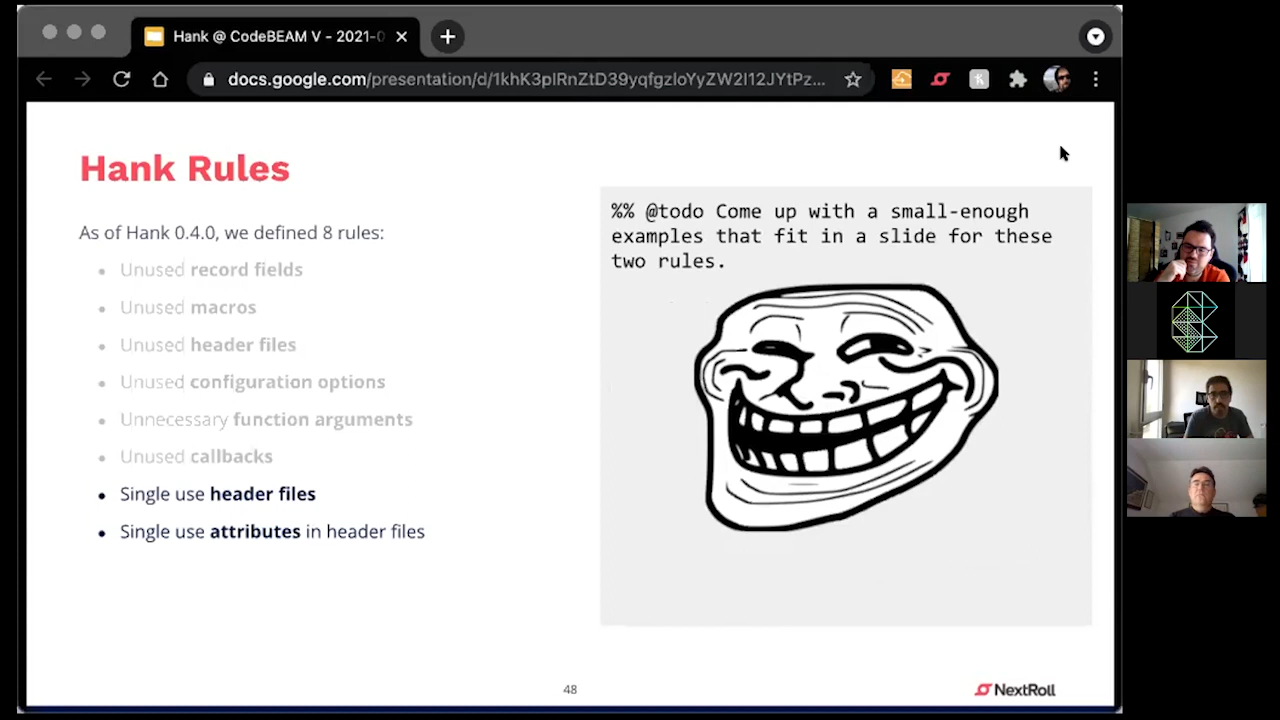 Hank @ CodeBEAM V - 2021-0
docs.google.com/presentation/d/1khK3plRnZtD39yqfgzloYyZW2l12JYtPz...
Hank Rules
As of Hank 0.4.0, we defined 8 rules:
Unused record fields
Unused macros
Unused header files
Unused configuration options
Unnecessary function arguments
Unused callbacks
Single use header files
Single use attributes in header files
%% @todo Come up with a small-enough
examples that fit in a slide for these
two rules.
48
NextRoll